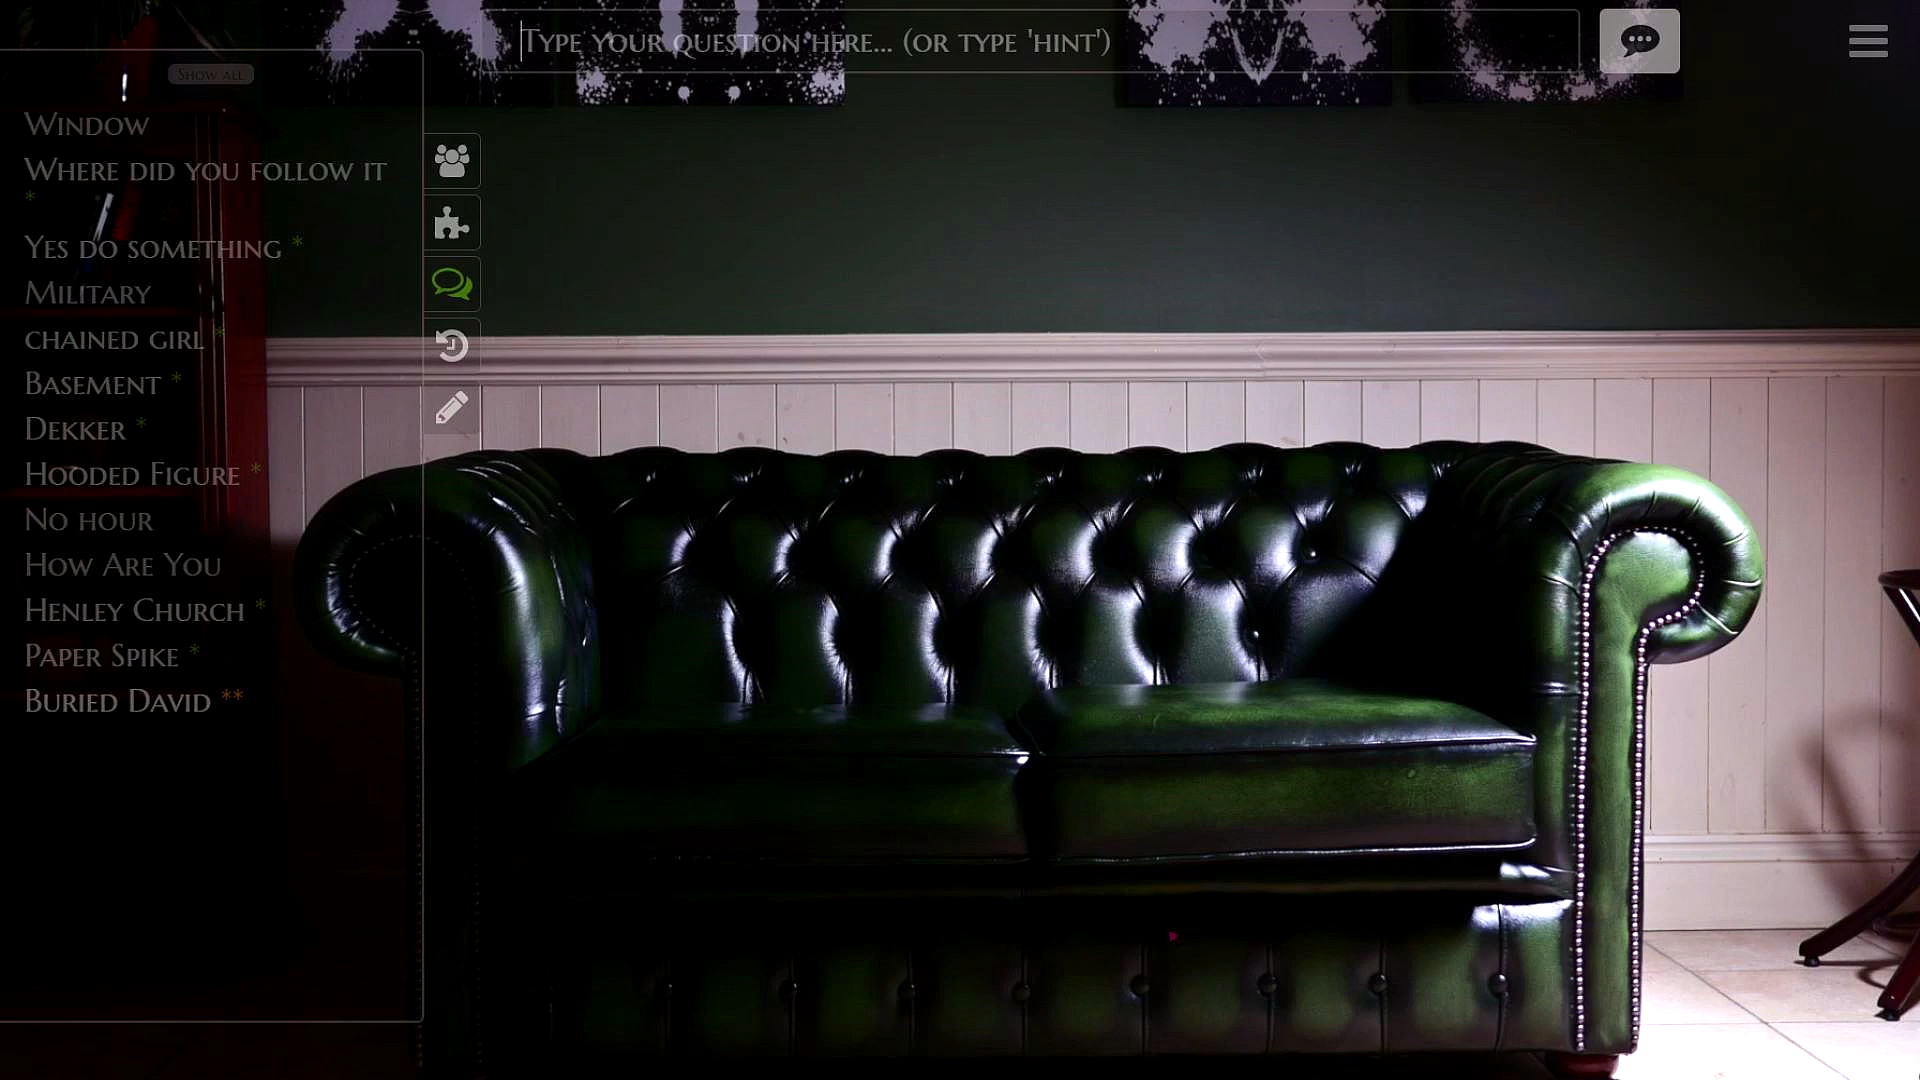 Type your question here... (or type 'hint')
Show all
Window
Where did you follow it
*
Yes do something *
Military
chained girl *
Basement *
Dekker *
Hooded Figure *
No hour
How Are You
Henley Church *
Paper Spike *
Buried David **